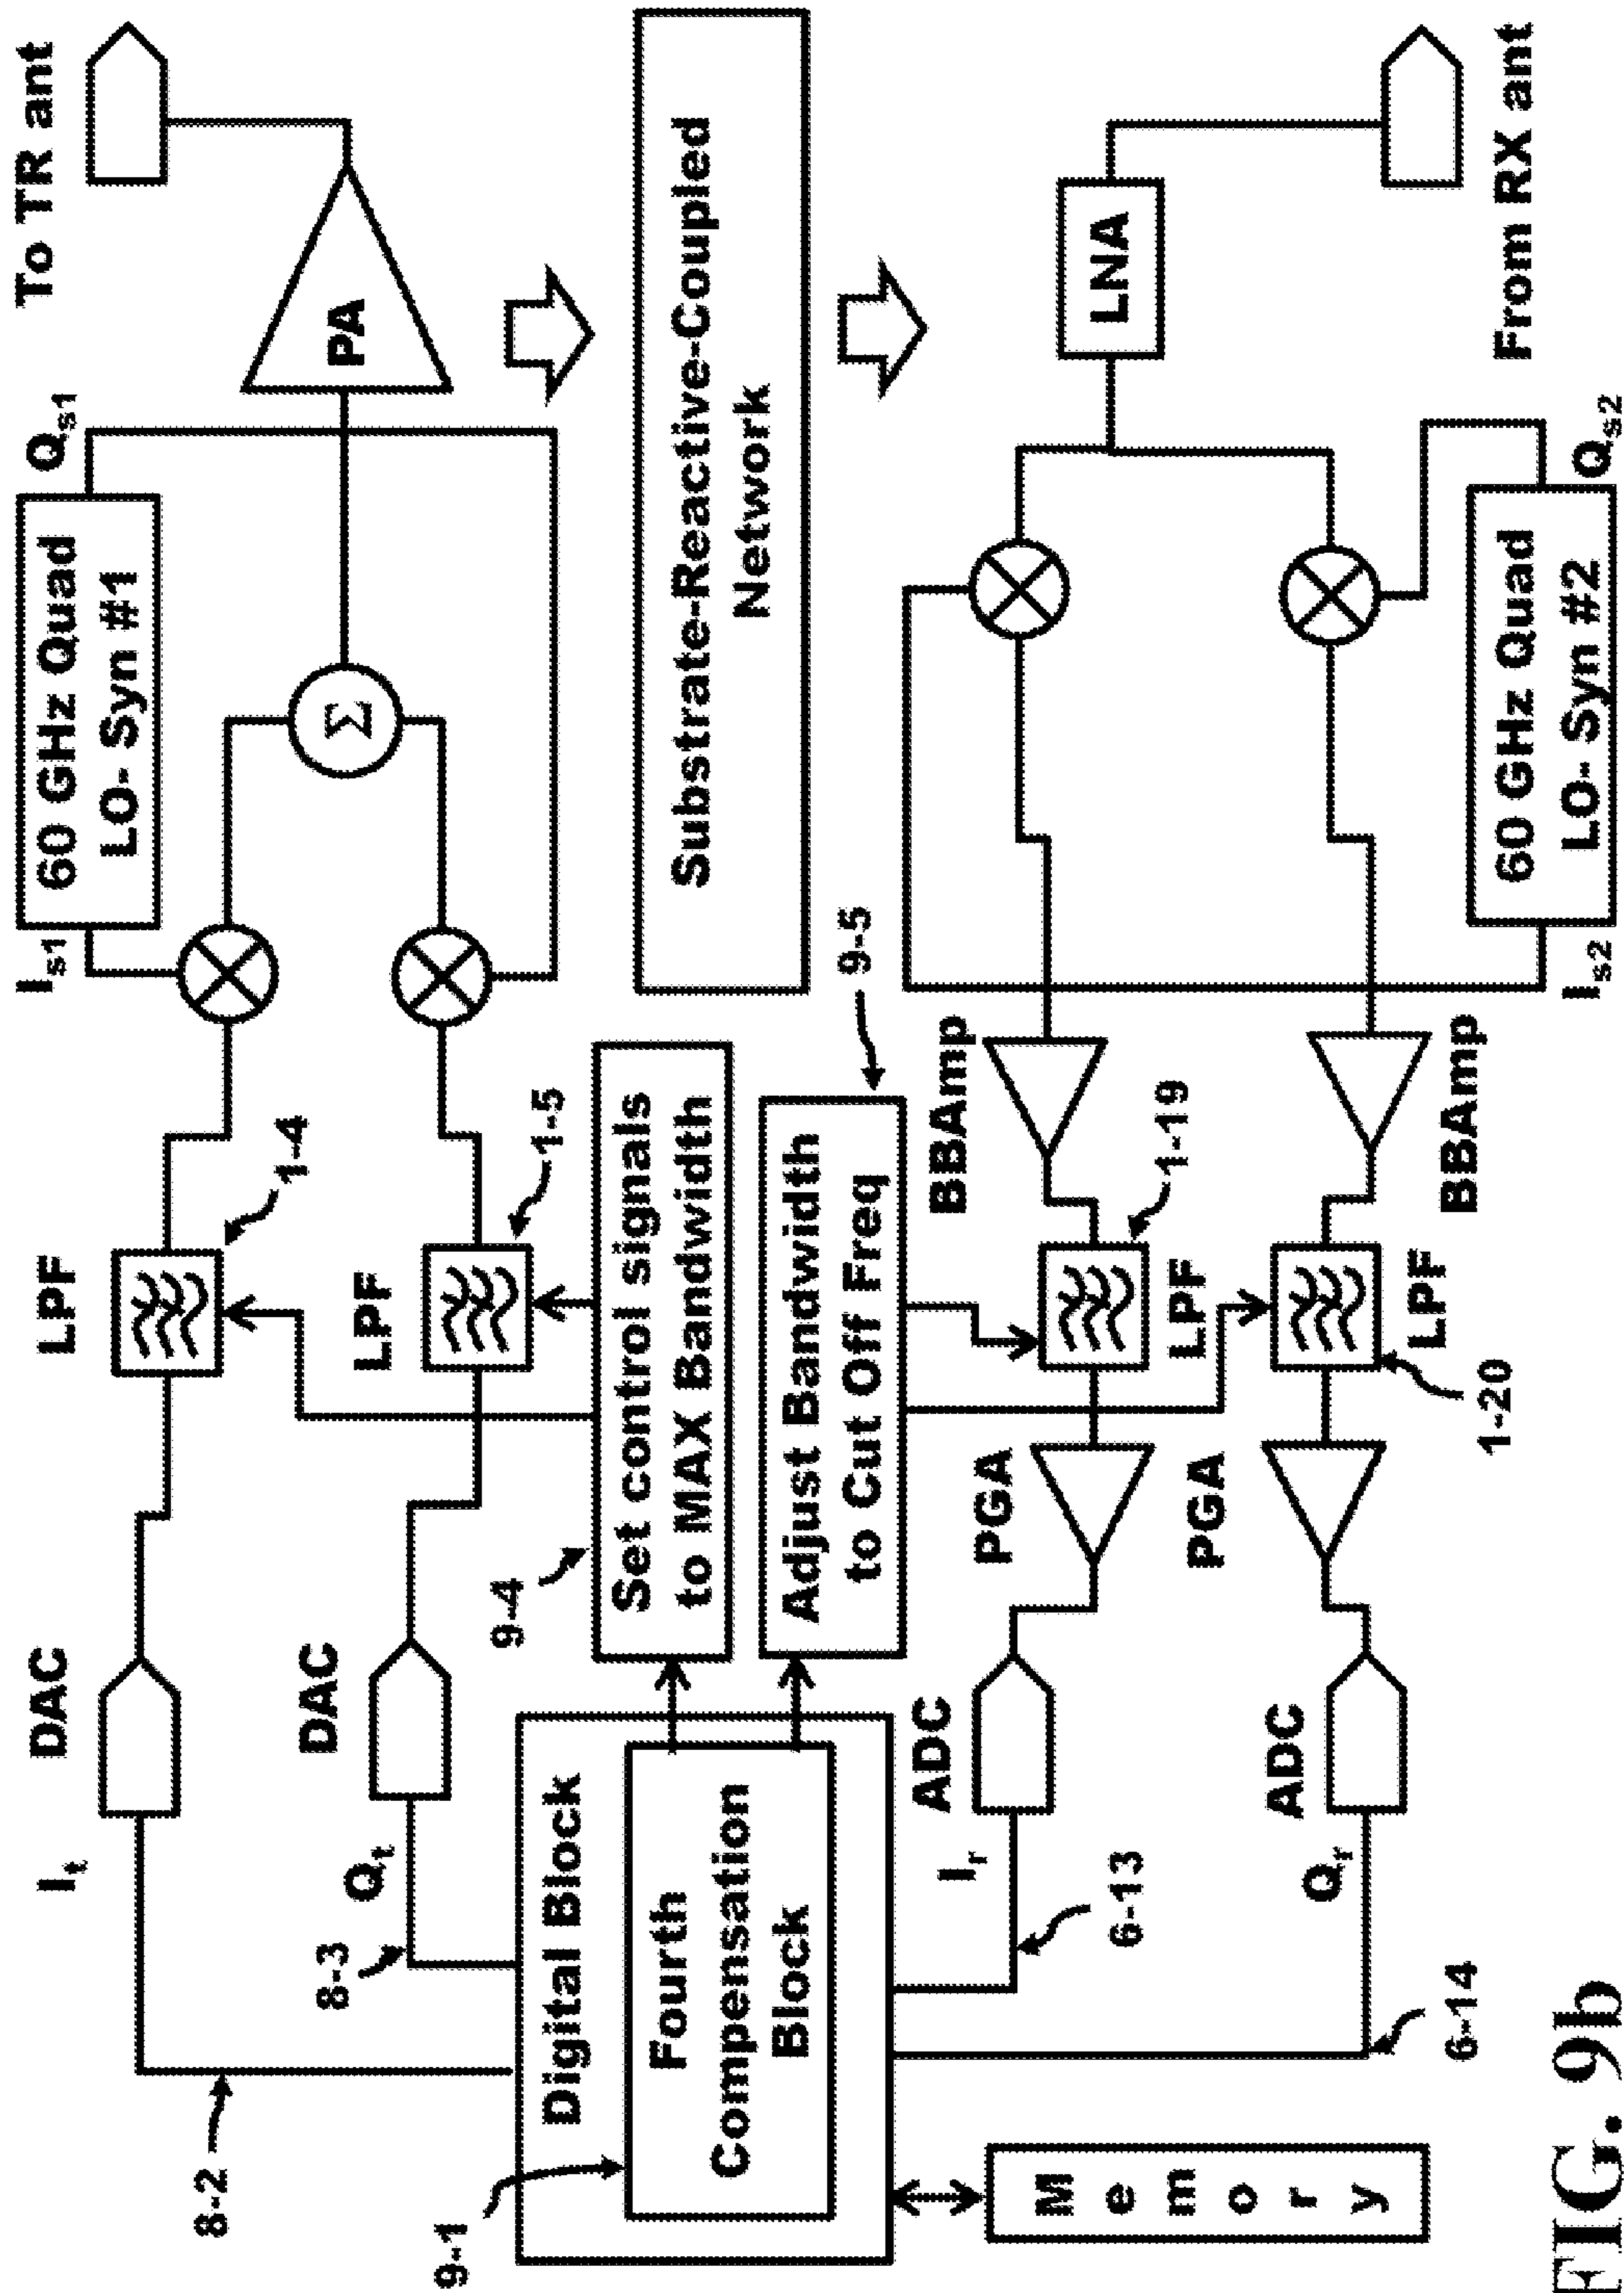 To TR ant
I_s1
60 GHz Quad
LO- Syn #1
Q_s1
LPF
DAC
I_t
1-4
PA
Σ
LPF
DAC
Q_t
1-5
8-2
8-3
9-4
Set control signals
to MAX Bandwidth
Substrate-Reactive-Coupled
Network
Digital Block
Fourth
Compensation
Block
9-1
Adjust Bandwidth
to Cut Off Freq
9-5
BBAmp
LNA
ADC
PGA
1-19
I_r
6-13
LPF
PGA
ADC
Q_r
LPF
BBAmp
1-20
6-14
Memory
From RX ant
60 GHz Quad
LO- Syn #2
I_s2
Q_s2
FIG. 9b